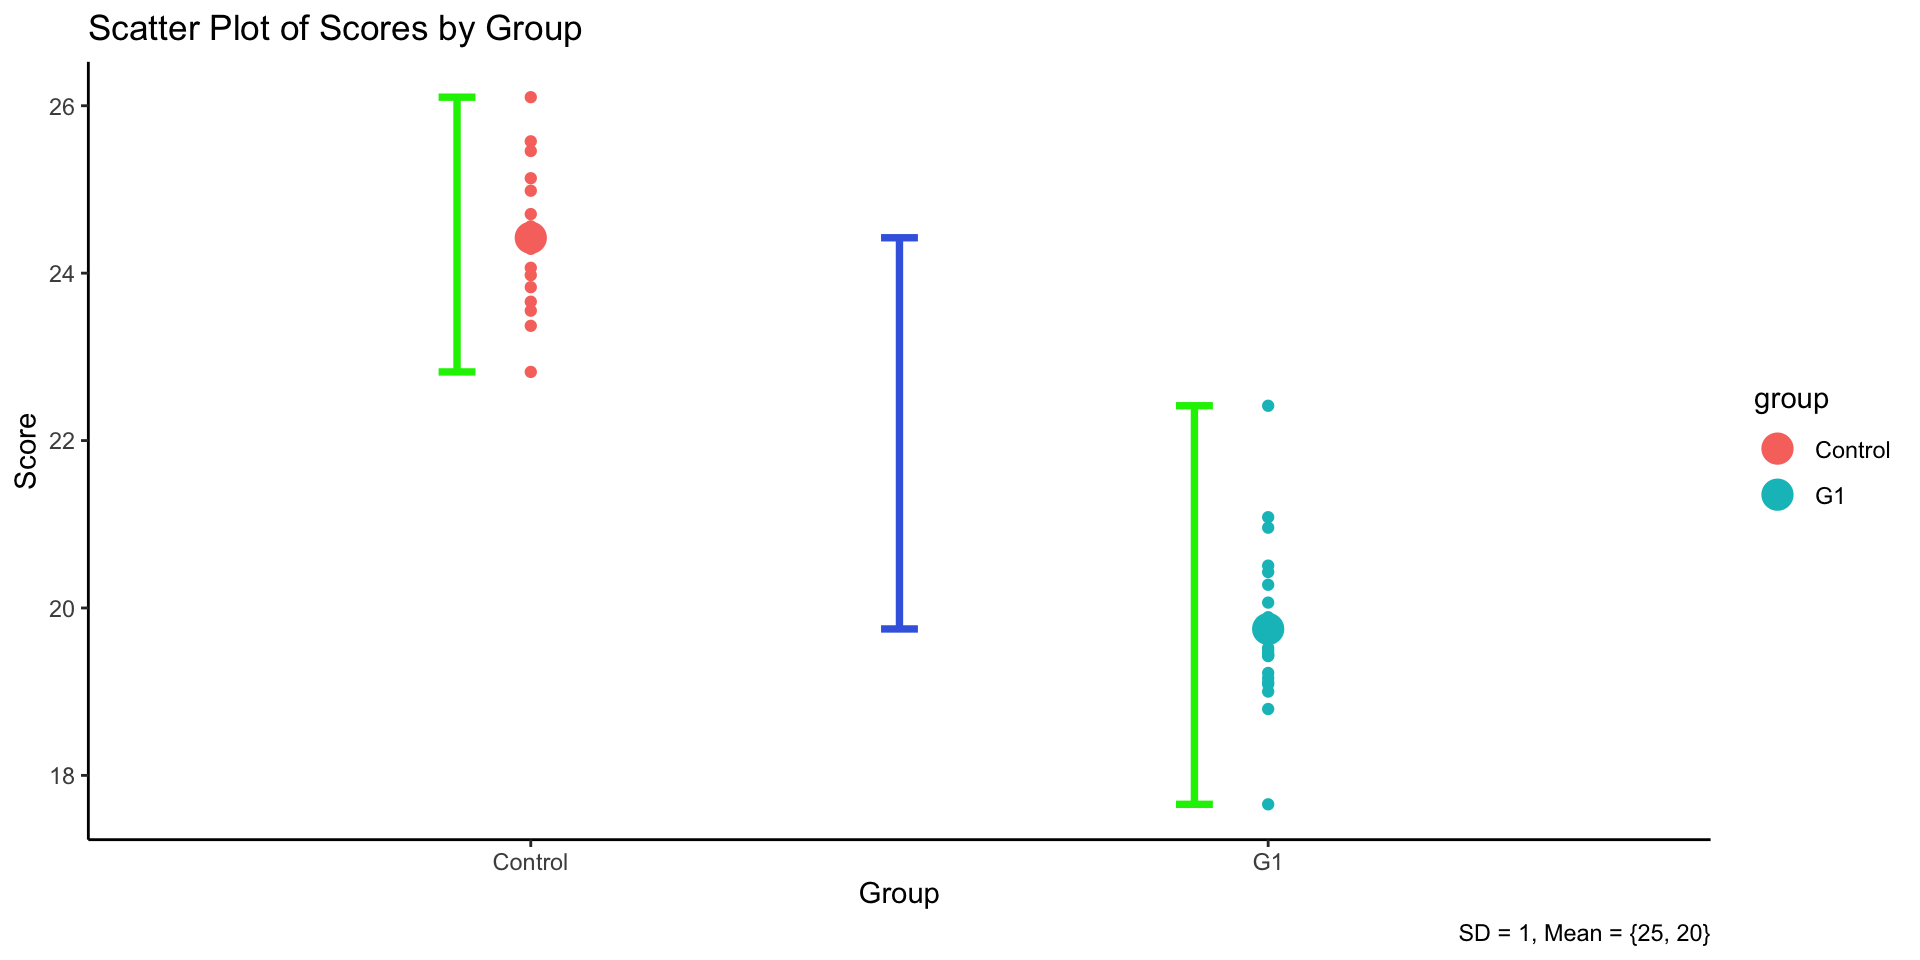 Scatter Plot of Scores by Group
26
24
22
20
18
Score
Control
G1
Group
group
Control
G1
SD = 1, Mean = {25, 20}